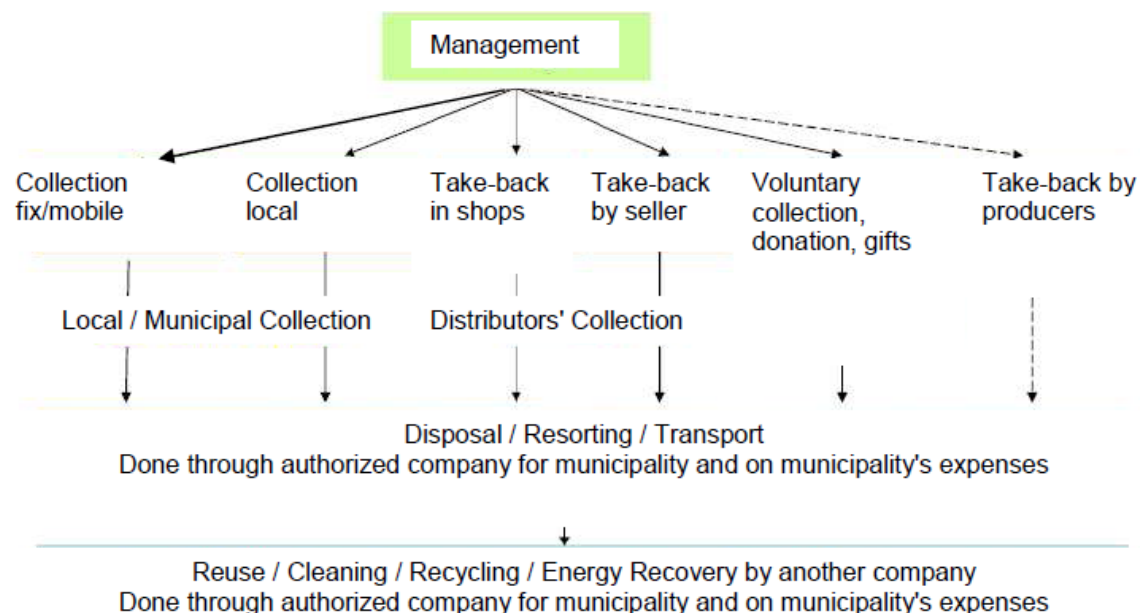 Management
Collection
fix/mobile
Collection
local
Take-back
in shops
Take-back
by seller
Voluntary
collection,
donation, gifts
Take-back by
producers
Local / Municipal Collection
Distributors' Collection
Disposal / Resorting / Transport
Done through authorized company for municipality and on municipality's expenses
Reuse / Cleaning / Recycling / Energy Recovery by another company
Done through authorized company for municipality and on municipality's expenses